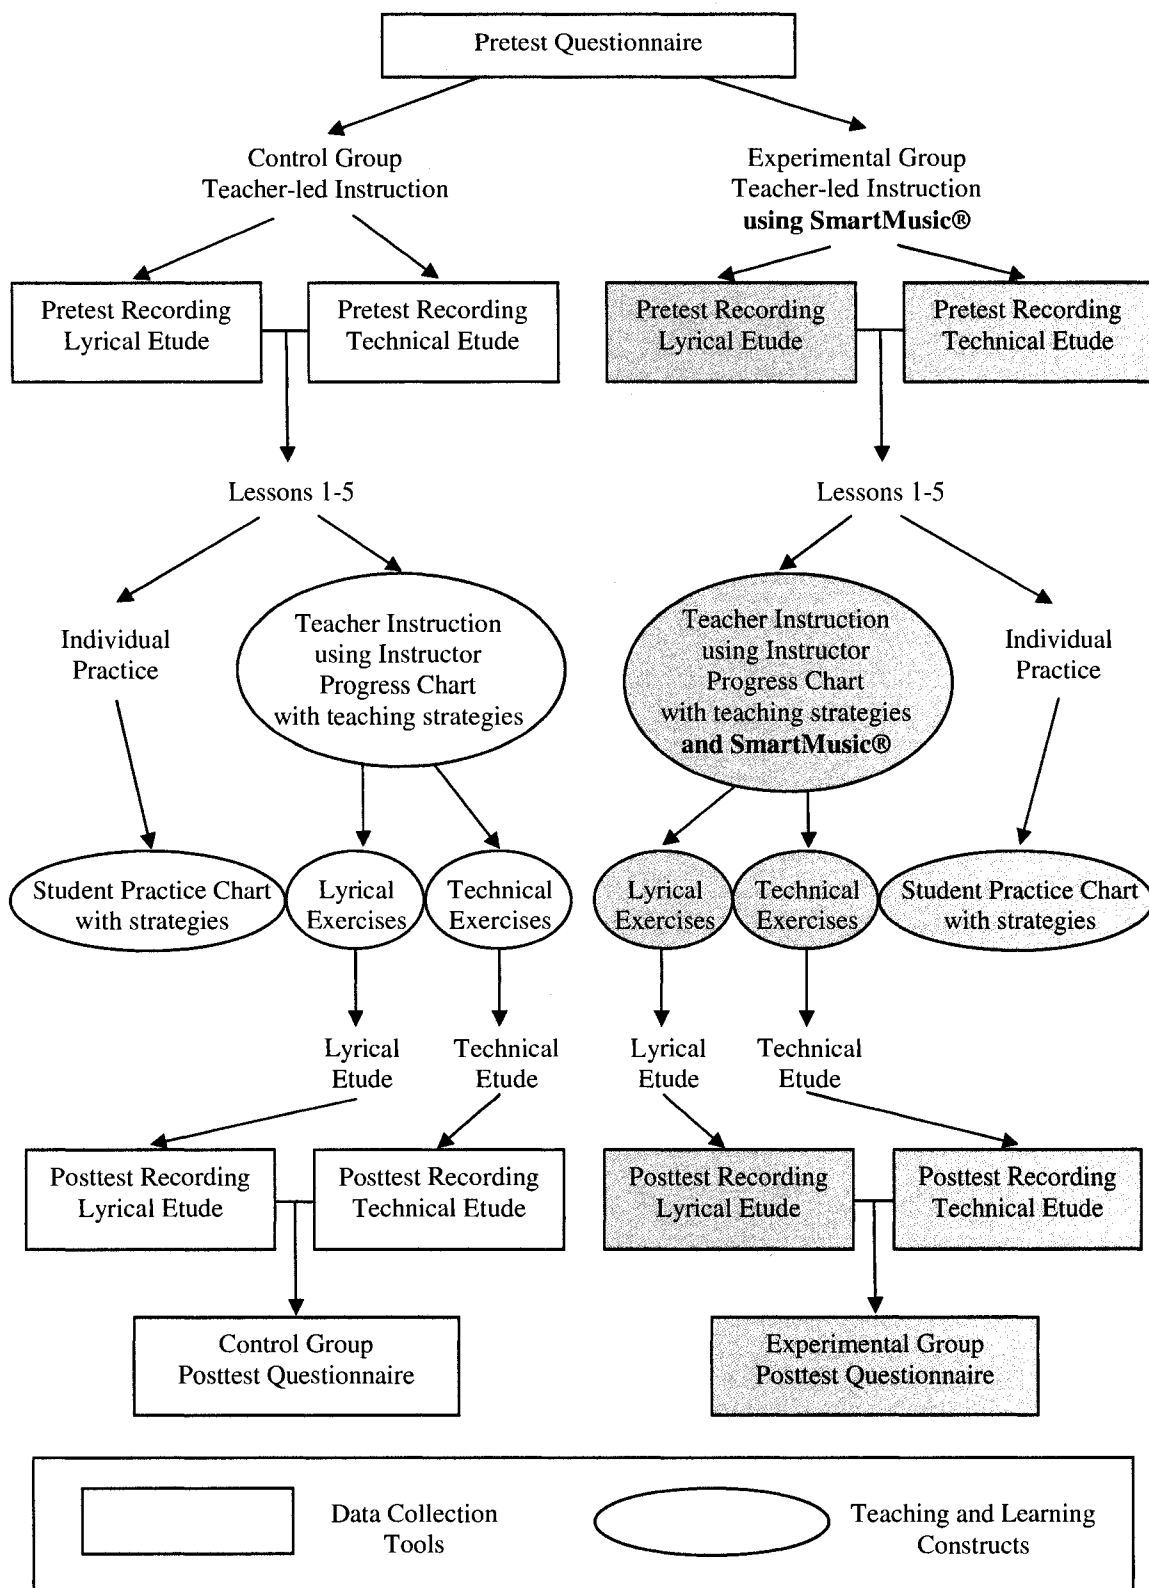 Pretest Questionnaire
Control Group
Teacher-led Instruction
Experimental Group
Teacher-led Instruction
using SmartMusic®
Pretest Recording
Lyrical Etude
Pretest Recording
Technical Etude
Pretest Recording
Lyrical Etude
Pretest Recording
Technical Etude
Lessons 1-5
Lessons 1-5
Individual
Practice
Teacher Instruction
using Instructor
Progress Chart
with teaching strategies
Teacher Instruction
using Instructor
Progress Chart
with teaching strategies
and SmartMusic®
Individual
Practice
Student Practice Chart
with strategies
Lyrical
Exercises
Technical
Exercises
Lyrical
Exercises
Technical
Exercises
Student Practice Chart
with strategies
Lyrical
Etude
Technical
Etude
Lyrical
Etude
Technical
Etude
Posttest Recording
Lyrical Etude
Posttest Recording
Technical Etude
Posttest Recording
Lyrical Etude
Posttest Recording
Technical Etude
Control Group
Posttest Questionnaire
Experimental Group
Posttest Questionnaire
Data Collection
Tools
Teaching and Learning
Constructs